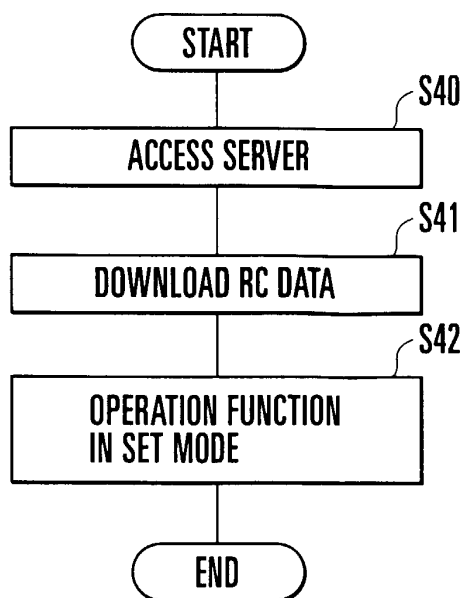 START
S40
ACCESS SERVER
S41
DOWNLOAD RC DATA
S42
OPERATION FUNCTION
IN SET MODE
END